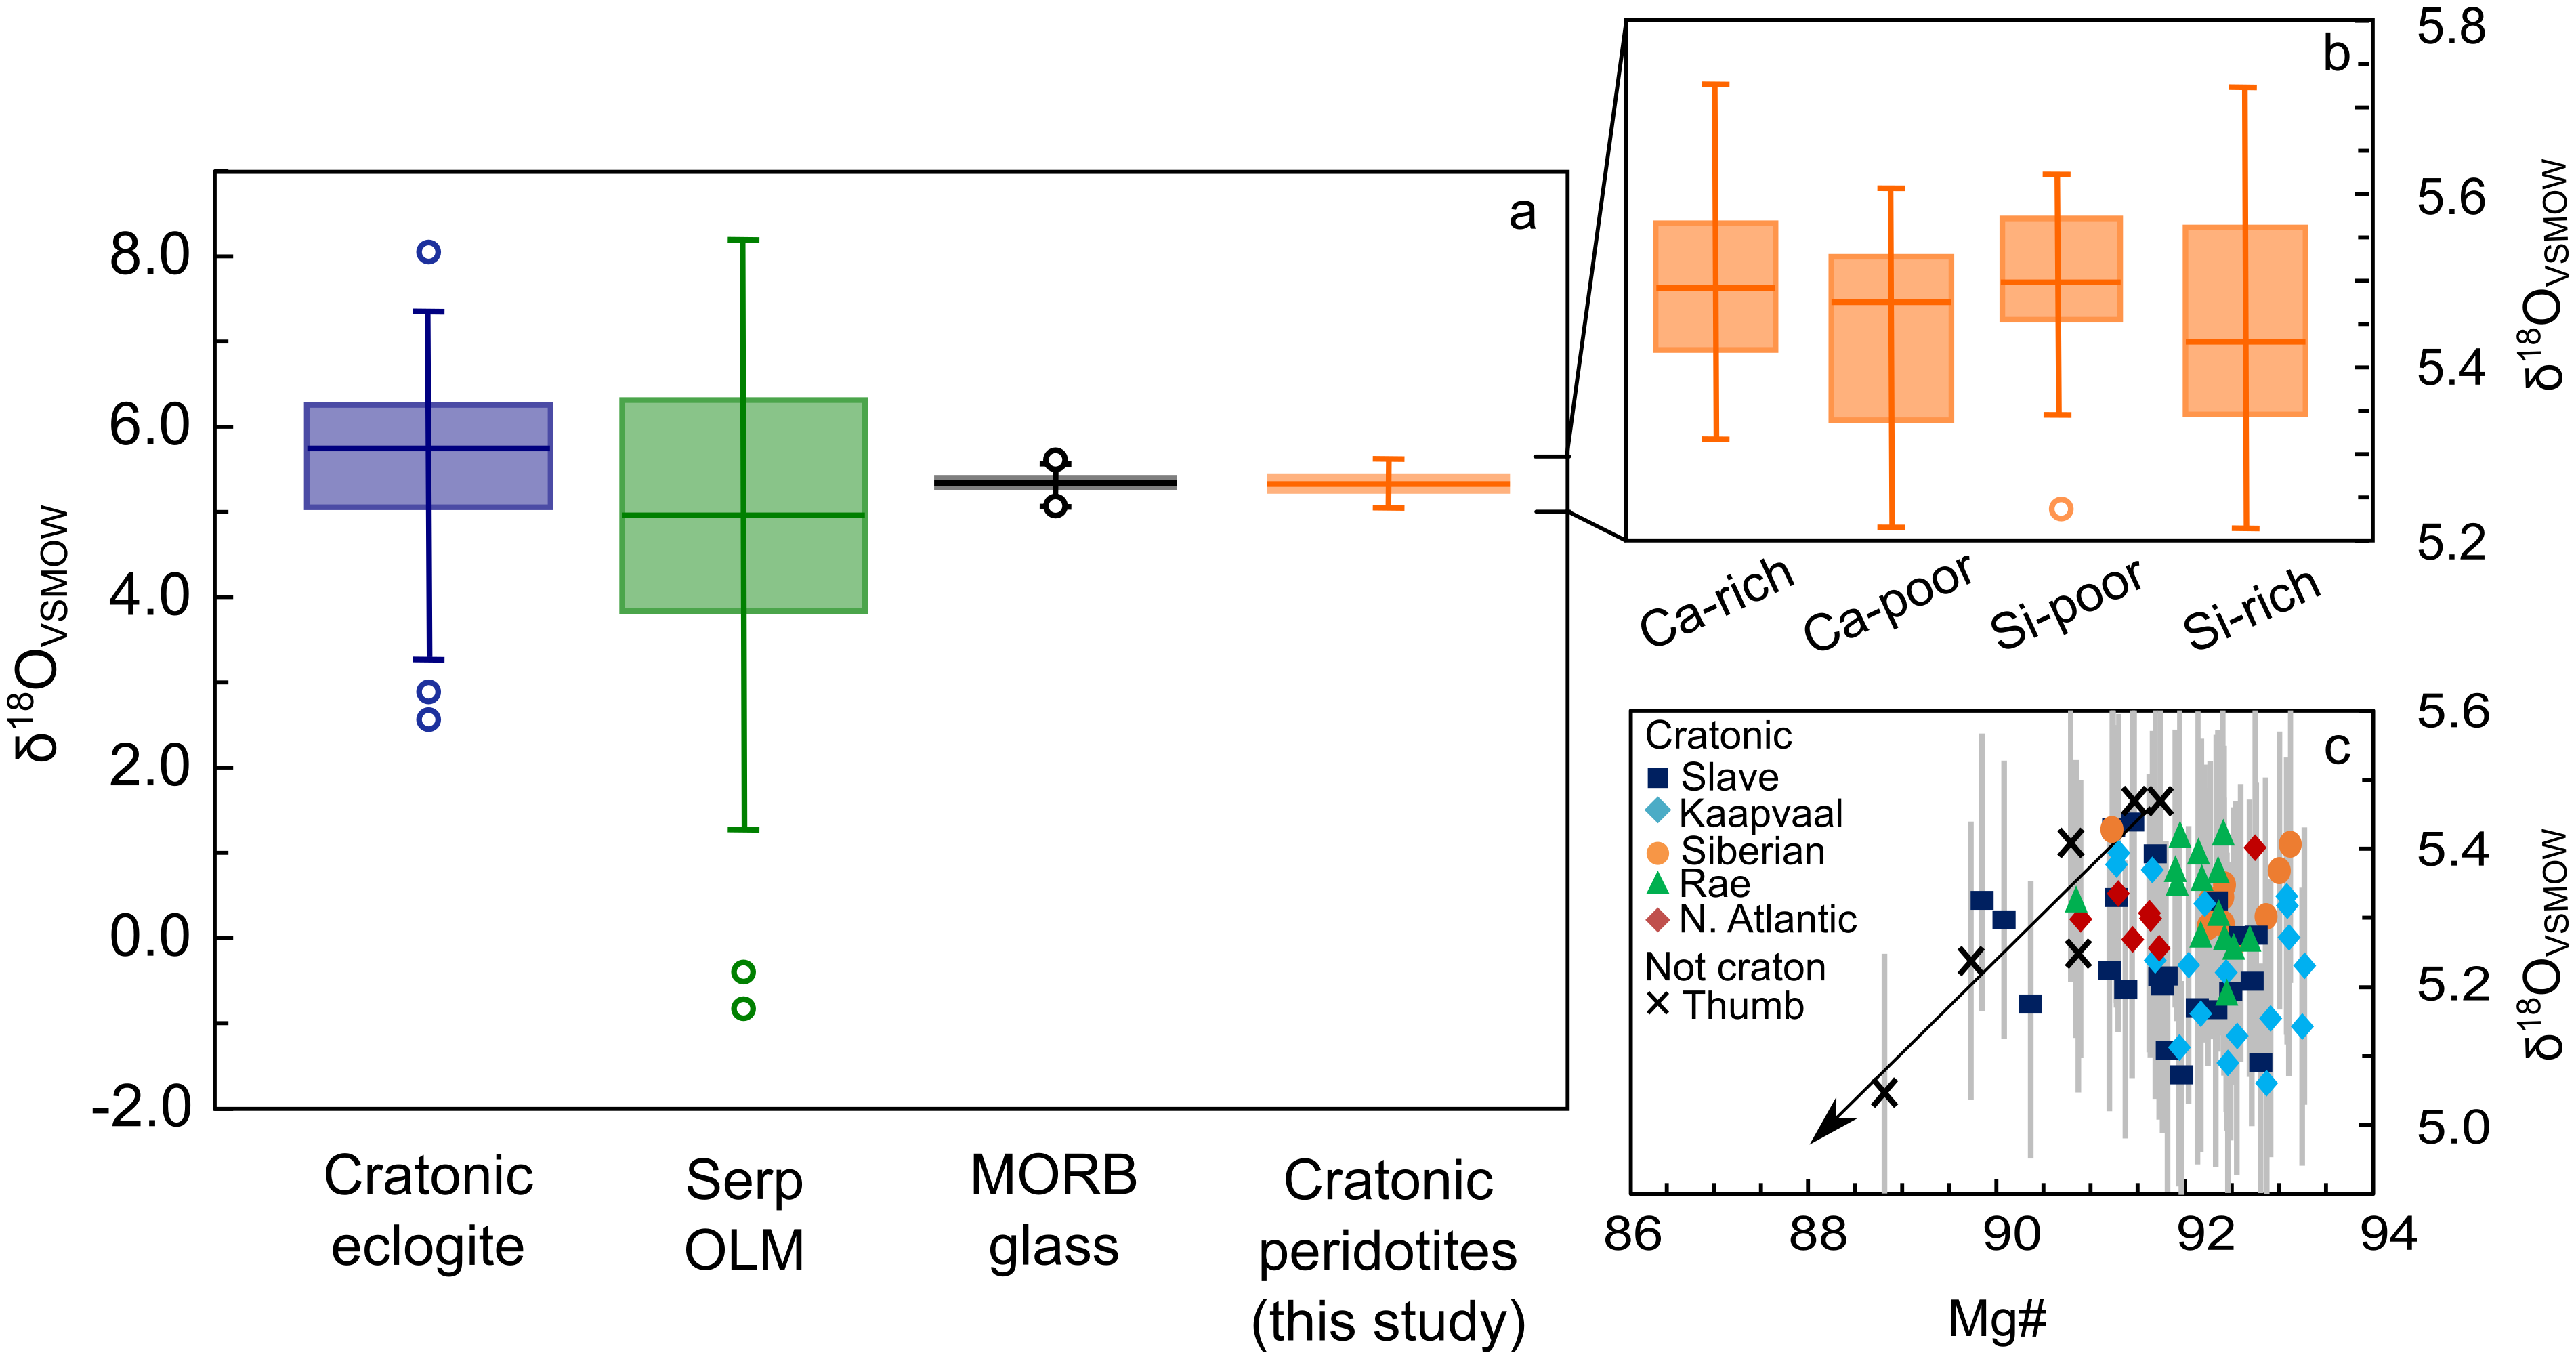 a
8.0
6.0
4.0
2.0
0.0
-2.0
δ18OVSMOW
Cratonic
eclogite
Serp
OLM
MORB
glass
Cratonic
peridotites
(this study)
b
5.8
5.6
5.4
5.2
δ18OVSMOW
Ca-rich
Ca-poor
Si-poor
Si-rich
c
Cratonic
Slave
Kaapvaal
Siberian
Rae
N. Atlantic
Not craton
Thumb
5.6
5.4
5.2
5.0
δ18OVSMOW
86
88
90
92
94
Mg#